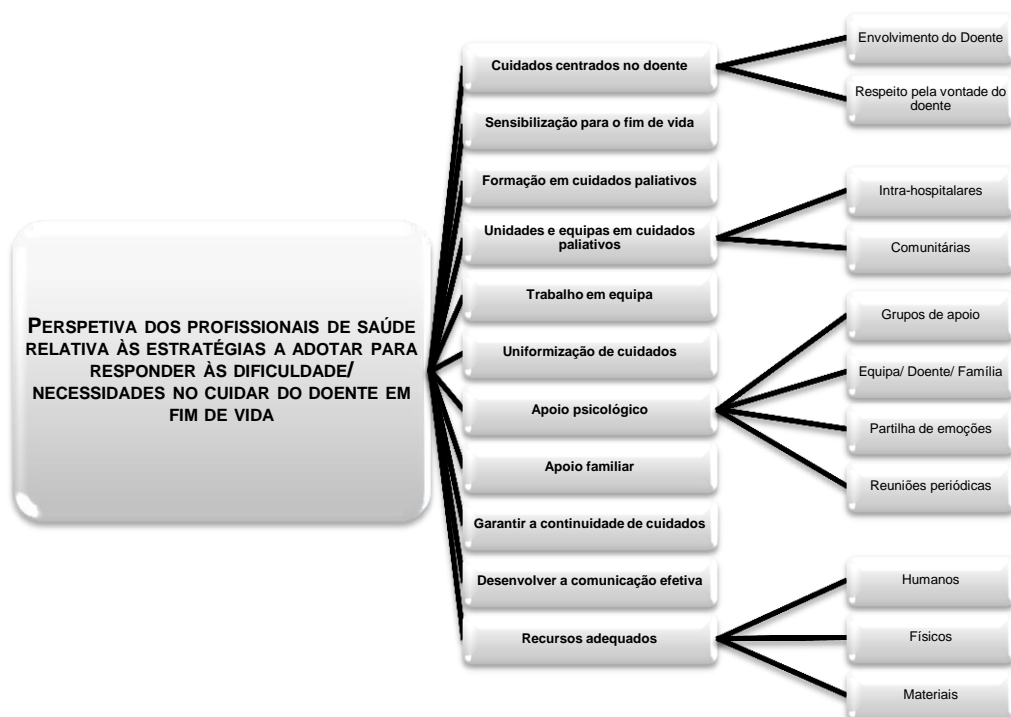 PERSPETIVA DOS PROFISSIONAIS DE SAÚDE
RELATIVA ÀS ESTRATÉGIAS A ADOTAR PARA
RESPONDER ÀS DIFICULDADE/
NECESSIDADES NO CUIDAR DO DOENTE EM
FIM DE VIDA
Cuidados centrados no doente
Envolvimento do Doente
Respeito pela vontade do
doente
Sensibilização para o fim de vida
Formação em cuidados paliativos
Unidades e equipas em cuidados
paliativos
Intra-hospitalares
Comunitárias
Trabalho em equipa
Uniformização de cuidados
Apoio psicológico
Grupos de apoio
Equipa/ Doente/ Família
Partilha de emoções
Reuniões periódicas
Apoio familiar
Garantir a continuidade de cuidados
Desenvolver a comunicação efetiva
Recursos adequados
Humanos
Físicos
Materiais